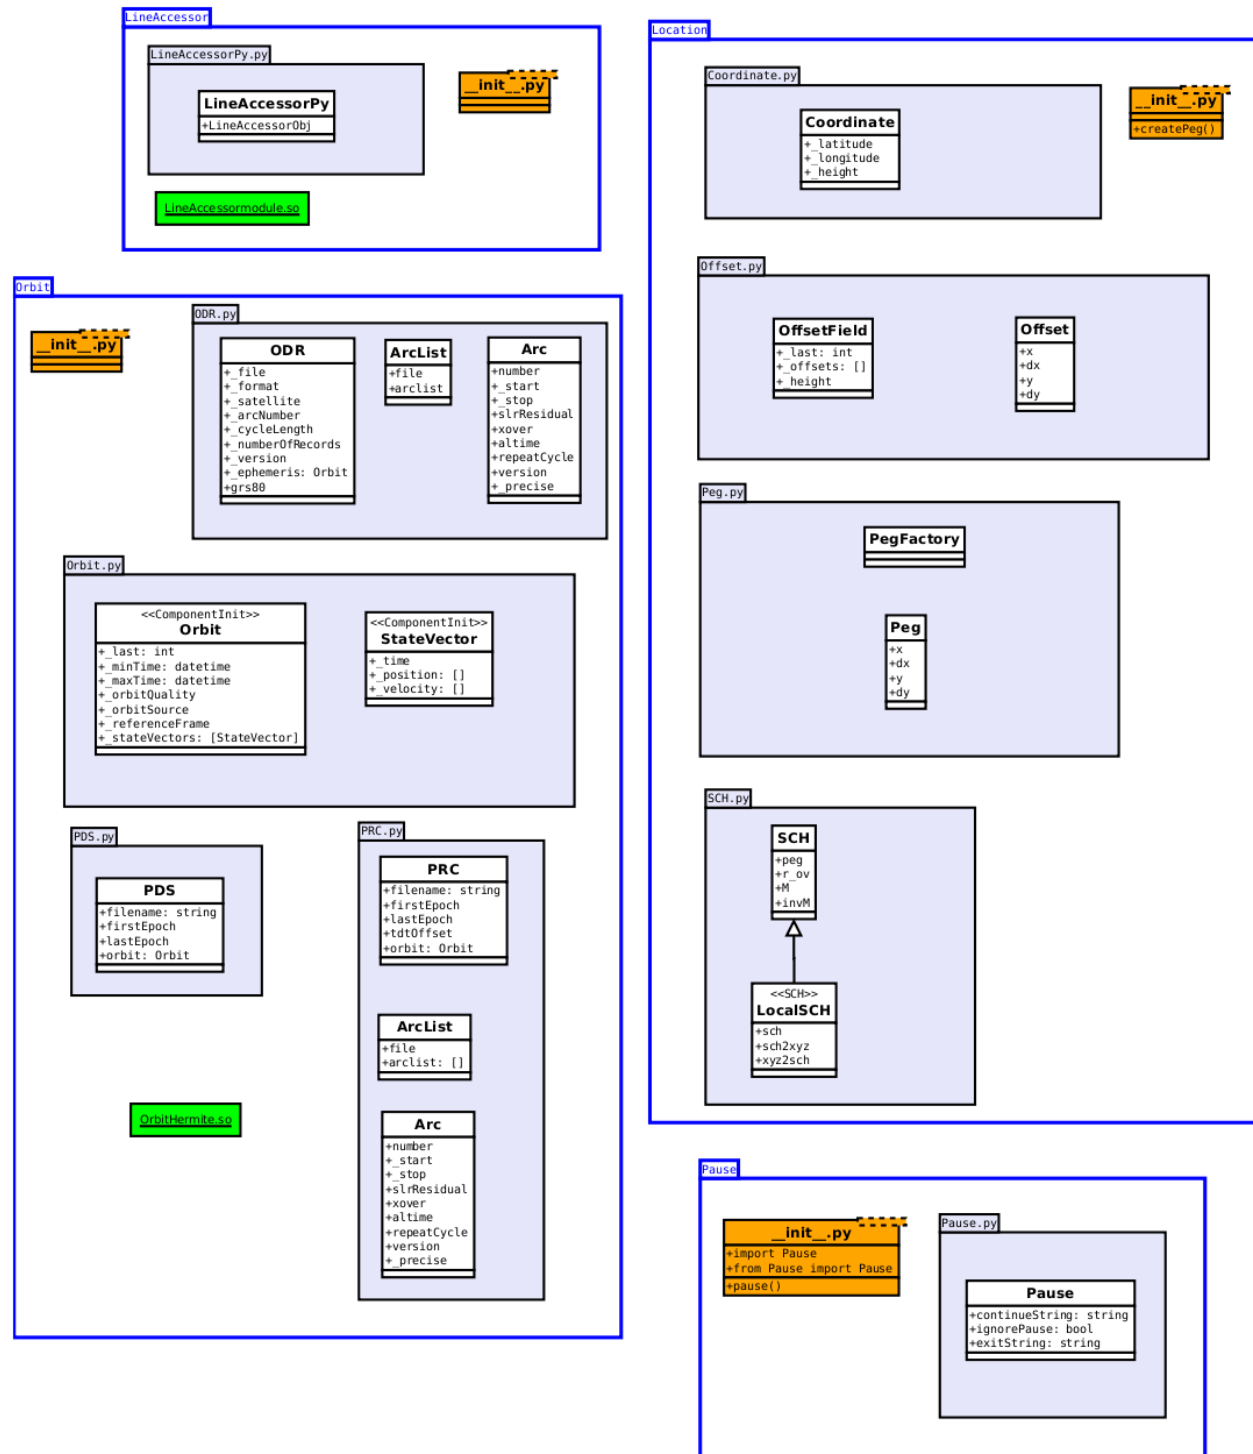 LineAccessor
LineAccessorPy.py
LineAccessorPy
+LineAccessorObj
__init__.py
LineAccessormodule.so
Orbit
__init__.py
ODR.py
ODR
+_file
+_format
+_satellite
+_arcNumber
+_cycleLength
+_numberOfRecords
+_version
+_ephemeris: Orbit
+grs80
ArcList
+file
+arclist
Arc
+number
+_start
+_stop
+slrResidual
+xover
+altime
+repeatCycle
+version
+_precise
Orbit.py
<<ComponentInit>>
Orbit
+_last: int
+_minTime: datetime
+_maxTime: datetime
+_orbitQuality
+_orbitSource
+_referenceFrame
+_stateVectors: [StateVector]
<<ComponentInit>>
StateVector
+_time
+_position: []
+_velocity: []
PDS.py
PDS
+filename: string
+firstEpoch
+lastEpoch
+orbit: Orbit
OrbitHermite.so
PRC.py
PRC
+filename: string
+firstEpoch
+lastEpoch
+tdtOffset
+orbit: Orbit
ArcList
+file
+arclist: []
Arc
+number
+_start
+_stop
+slrResidual
+xover
+altime
+repeatCycle
+version
+_precise
Location
Coordinate.py
Coordinate
+_latitude
+_longitude
+_height
__init__.py
+createPeg()
Offset.py
OffsetField
+_last: int
+_offsets: []
+_height
Offset
+x
+dx
+y
+dy
Peg.py
PegFactory
Peg
+x
+dx
+y
+dy
SCH.py
SCH
+peg
+r_ov
+M
+invM
<<SCH>>
LocalSCH
+sch
+sch2xyz
+xyz2sch
Pause
__init__.py
+import Pause
+from Pause import Pause
+pause()
Pause.py
Pause
+continueString: string
+ignorePause: bool
+exitString: string